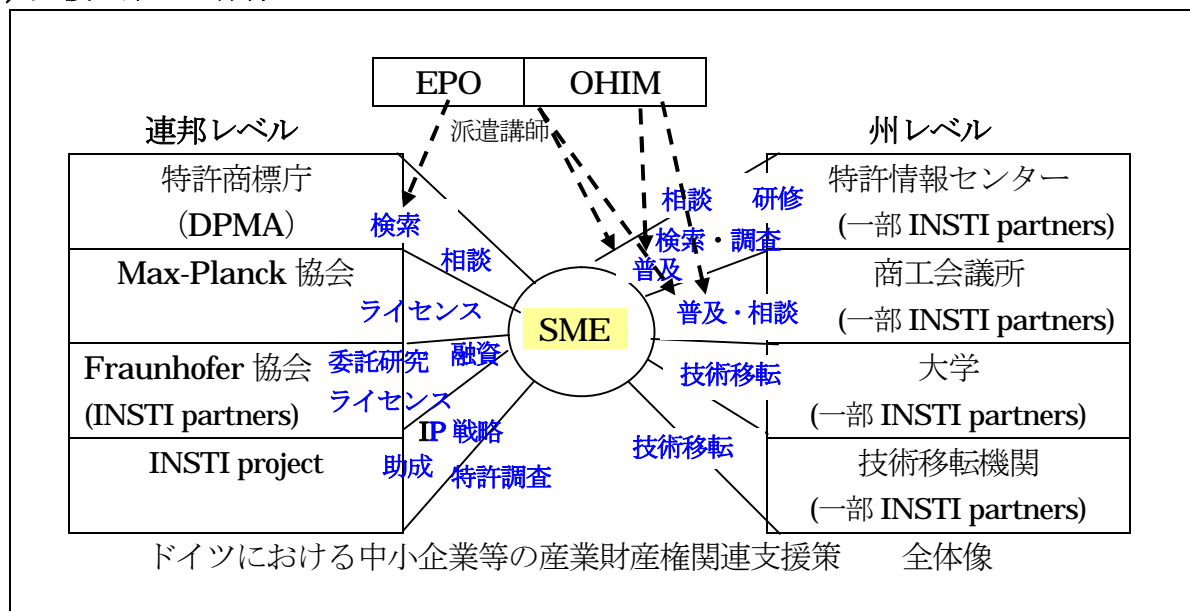 EPO OHIM
連邦レベル
派遣講師
州レベル
特許商標庁
(DPMA)
検索
相談
Max-Planck 協会
ライセンス
Fraunhofer 協会
(INSTI partners)
委託研究 融資
ライセンス
INSTI project
IP 戦略
助成 特許調査
SME
相談 研修
検索・調査
普及
普及・相談
技術移転
技術移転
特許情報センター
(一部 INSTI partners)
商工会議所
(一部 INSTI partners)
大学
(一部 INSTI partners)
技術移転機関
(一部 INSTI partners)
ドイツにおける中小企業等の産業財産権関連支援策 全体像